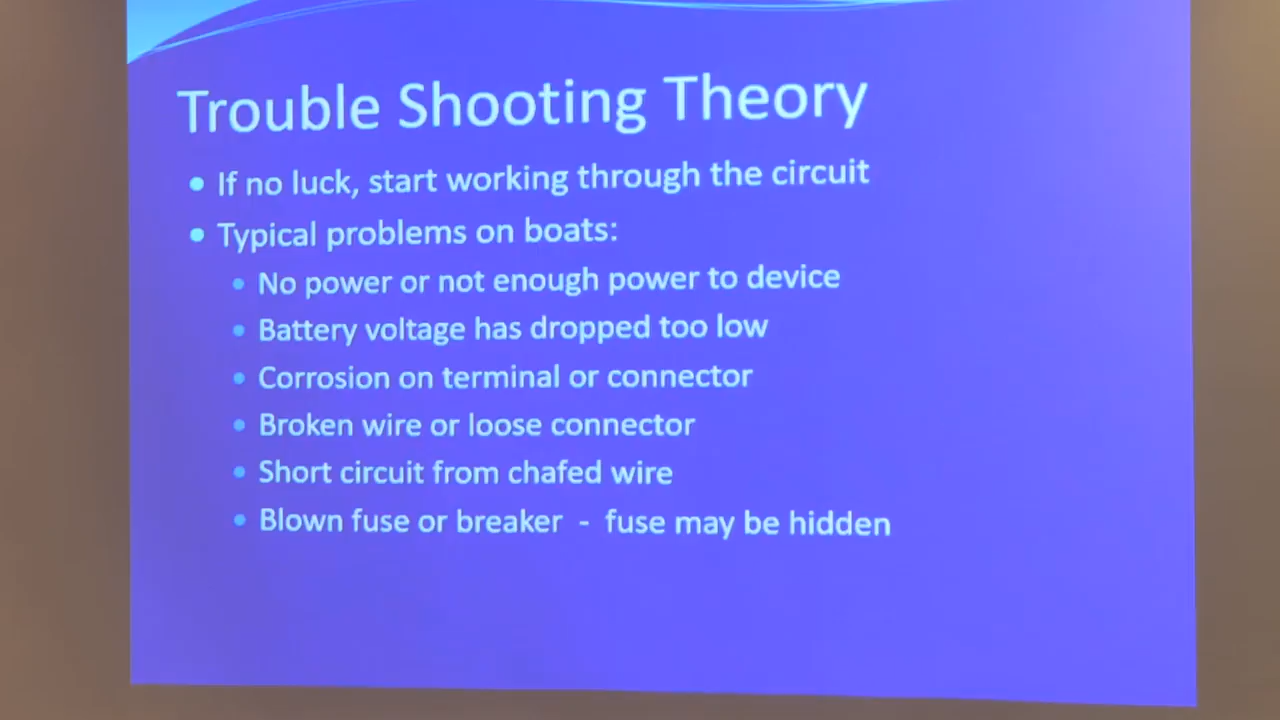 Trouble Shooting Theory
• If no luck, start working through the circuit
• Typical problems on boats:
• No power or not enough power to device
• Battery voltage has dropped too low
• Corrosion on terminal or connector
• Broken wire or loose connector
• Short circuit from chafed wire
• Blown fuse or breaker - fuse may be hidden